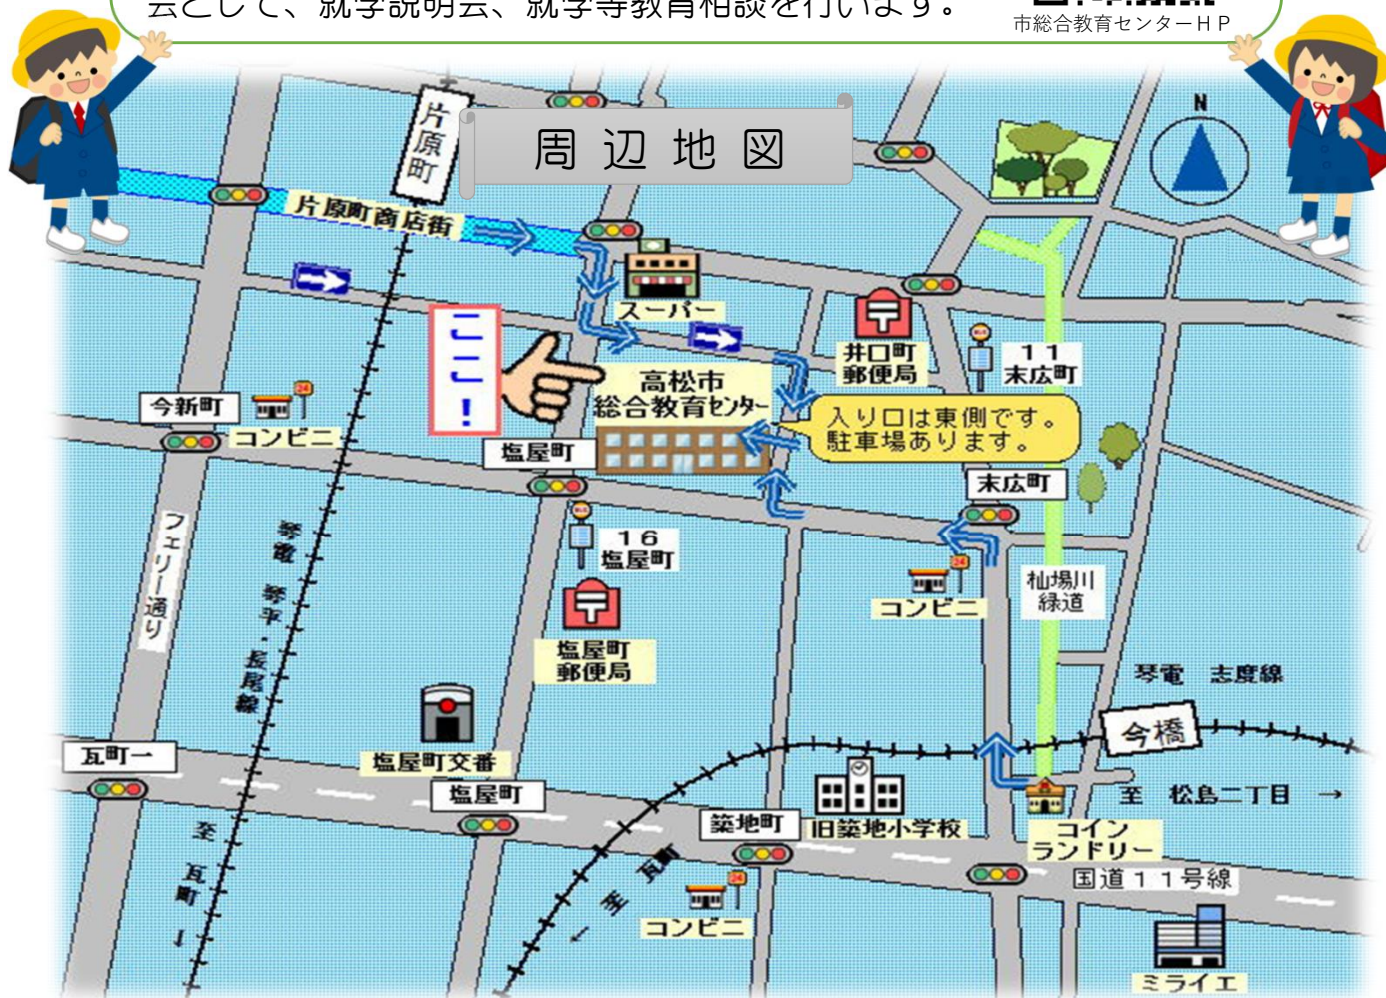 会として、就学説明会、就学等教育相談を行います。
市総合教育センターＨＰ
周辺地図
N
片原町
片原町商店街
スーパー
ここ！
井口町
郵便局
１１
末広町
高松市
総合教育センター
入り口は東側です。
駐車場あります。
今新町
コンビニ
塩屋町
末広町
１６
塩屋町
フェリー通り
琴電 琴平・長尾線
コンビニ
杣場川
緑道
塩屋町
郵便局
琴電 志度線
今橋
瓦町一
塩屋町交番
塩屋町
築地町
旧築地小学校
至 松島二丁目 →
コイン
ランドリー
国道１１号線
至 瓦町 ↓
← 至 瓦町
コンビニ
ミライエ